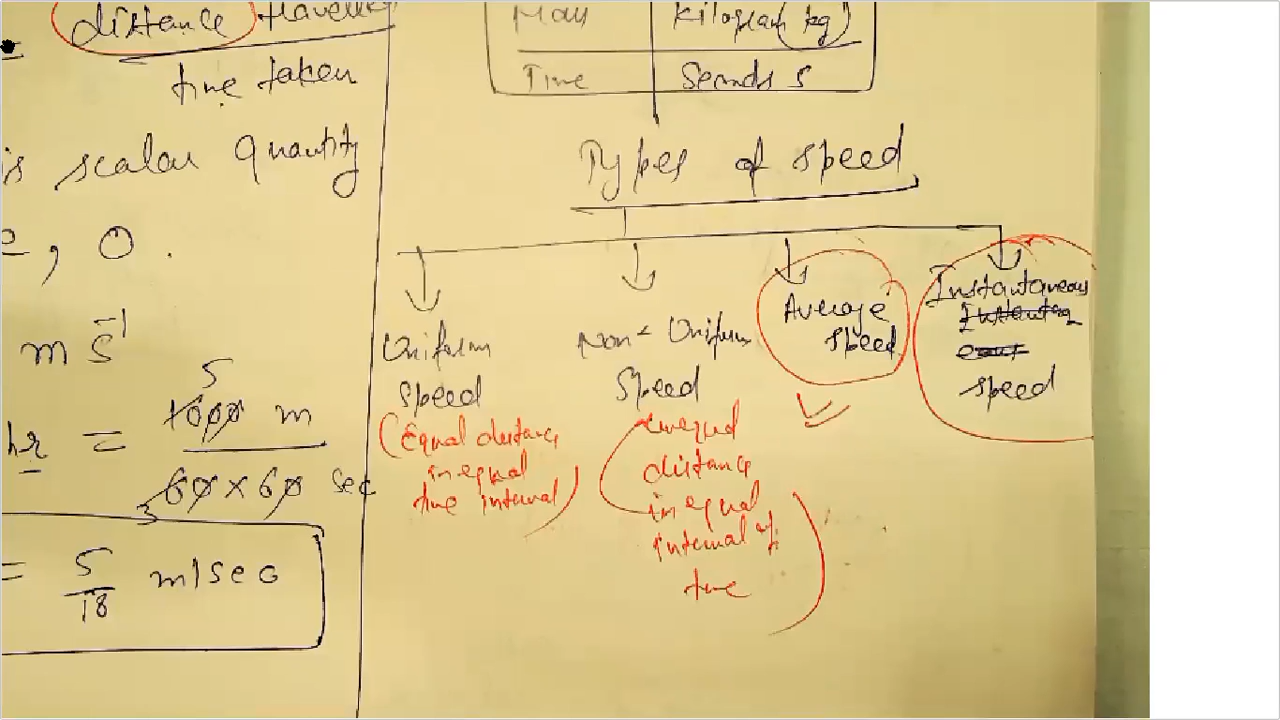 distance travelled
time taken
is scalar quantity
, 0.
m s⁻¹
5
hr = 1000 m
60 x 60 sec
3
= 5/18 m/sec
Mass Kilogram (kg)
Time Seconds S
Types of speed
Uniform
speed
(Equal distance
in equal
time interval)
Non-Uniform
Speed
(unequal
distance
in equal
interval of
time)
Average
speed
Instantaneous
speed